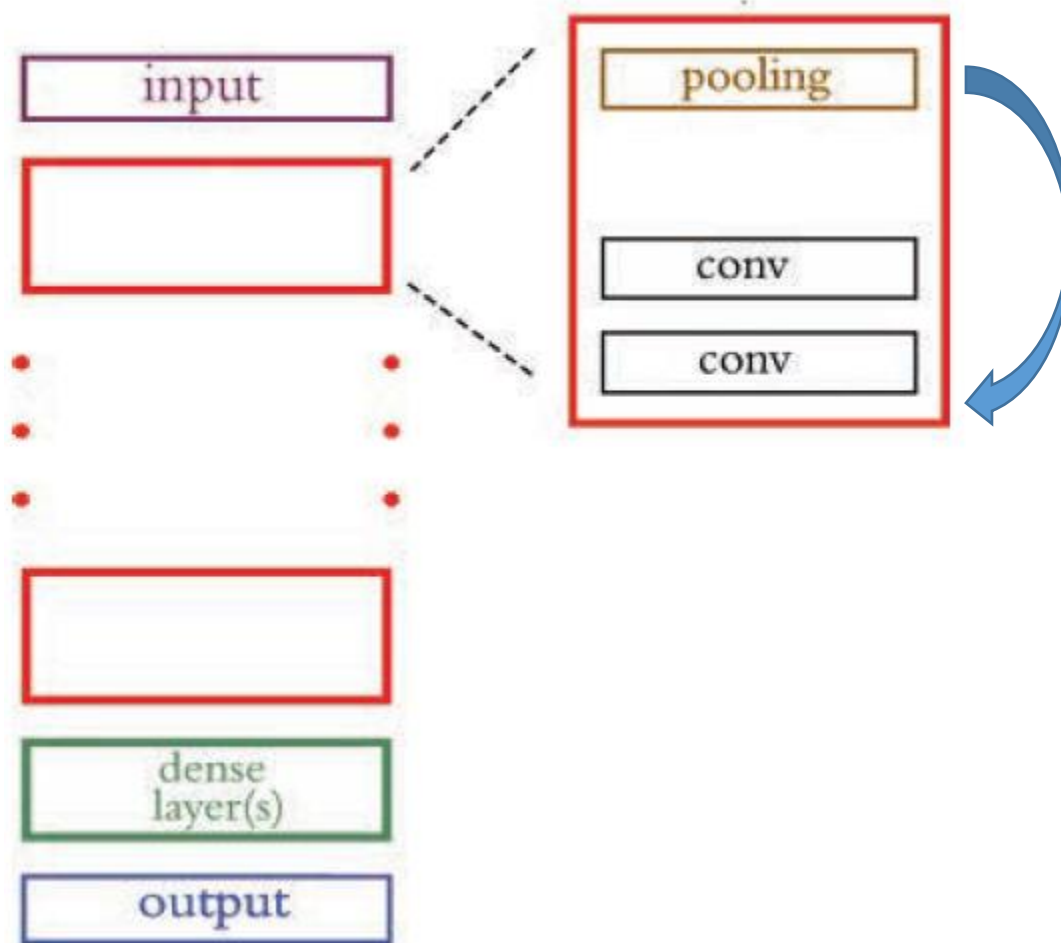 input
pooling
conv
conv
dense
layer(s)
output